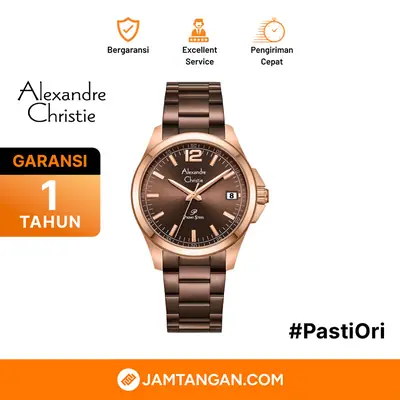 Bergaransi
Excellent
Service
Pengiriman
Cepat
Alexandre
Christie
GARANSI
1
TAHUN
Alexandre
Christie
#PastiOri
JAMTANGAN.COM